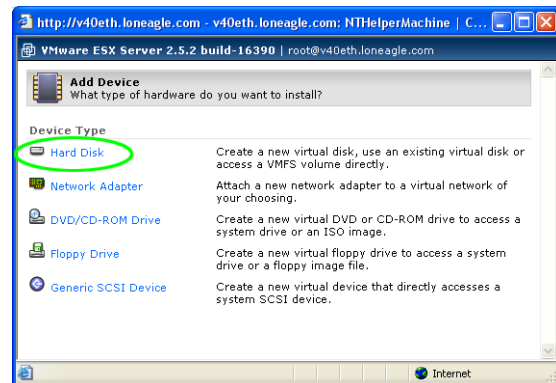 http://v40eth.loneagle.com - v40eth.loneagle.com: NTHelperMachine | C...
VMware ESX Server 2.5.2 build-16390 | root@v40eth.loneagle.com
Add Device
What type of hardware do you want to install?
Device Type
Hard Disk
Create a new virtual disk, use an existing virtual disk or
access a VMFS volume directly.
Network Adapter
Attach a new network adapter to a virtual network of
your choosing.
DVD/CD-ROM Drive
Create a new virtual DVD or CD-ROM drive to access a
system drive or an ISO image.
Floppy Drive
Create a new virtual floppy drive to access a system
drive or a floppy image file.
Generic SCSI Device
Create a new virtual device that directly accesses a
system SCSI device.
Internet